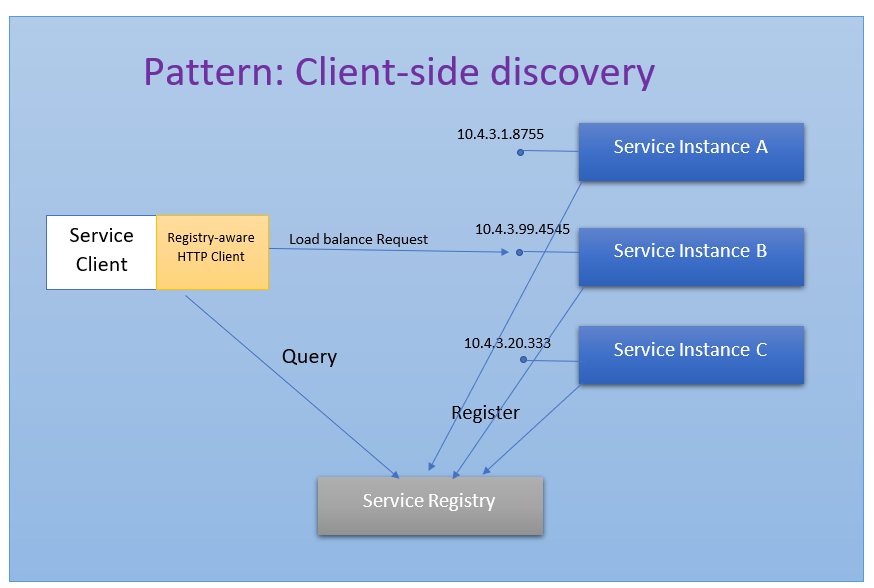 Pattern: Client-side discovery
10.4.3.1.8755
Service Instance A
Service
Client
Registry-aware
HTTP Client
Load balance Request
10.4.3.99.4545
Service Instance B
10.4.3.20.333
Service Instance C
Query
Register
Service Registry